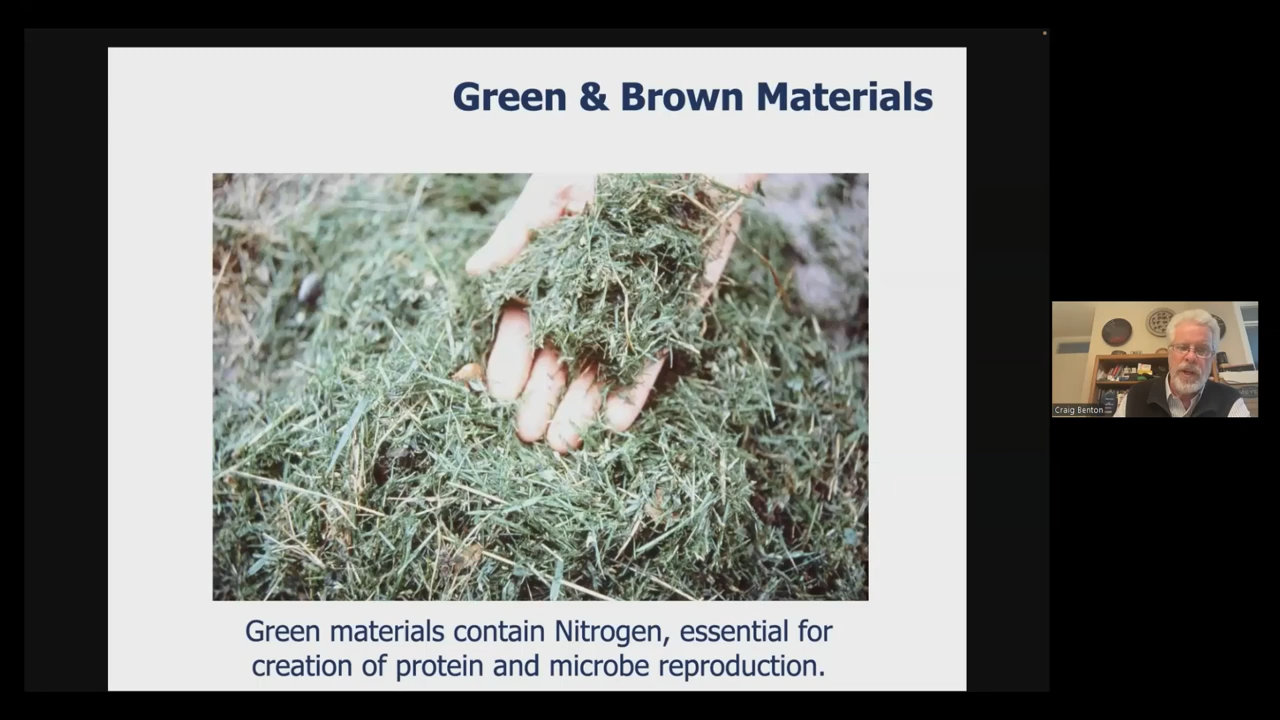 Green & Brown Materials
Green materials contain Nitrogen, essential for
creation of protein and microbe reproduction.
Craig Benton